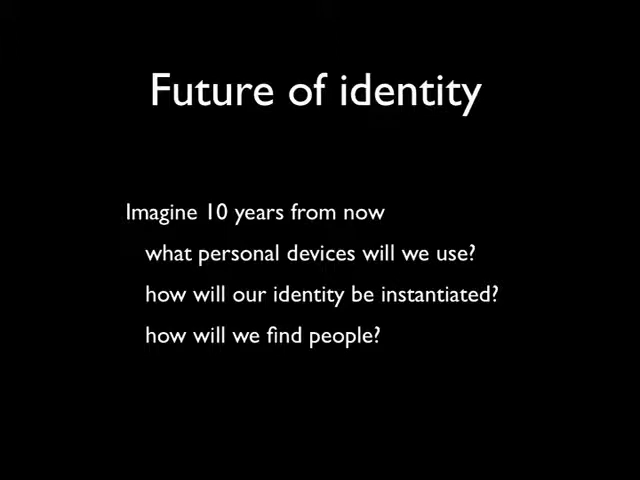 Future of identity
Imagine 10 years from now
what personal devices will we use?
how will our identity be instantiated?
how will we find people?